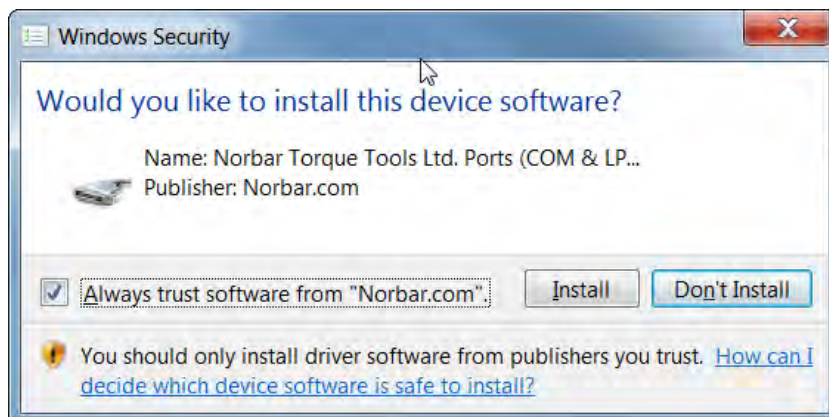 Windows Security
Would you like to install this device software?
Name: Norbar Torque Tools Ltd. Ports (COM & LP...
Publisher: Norbar.com
Always trust software from "Norbar.com".
Install
Don't Install
You should only install driver software from publishers you trust. How can I
decide which device software is safe to install?